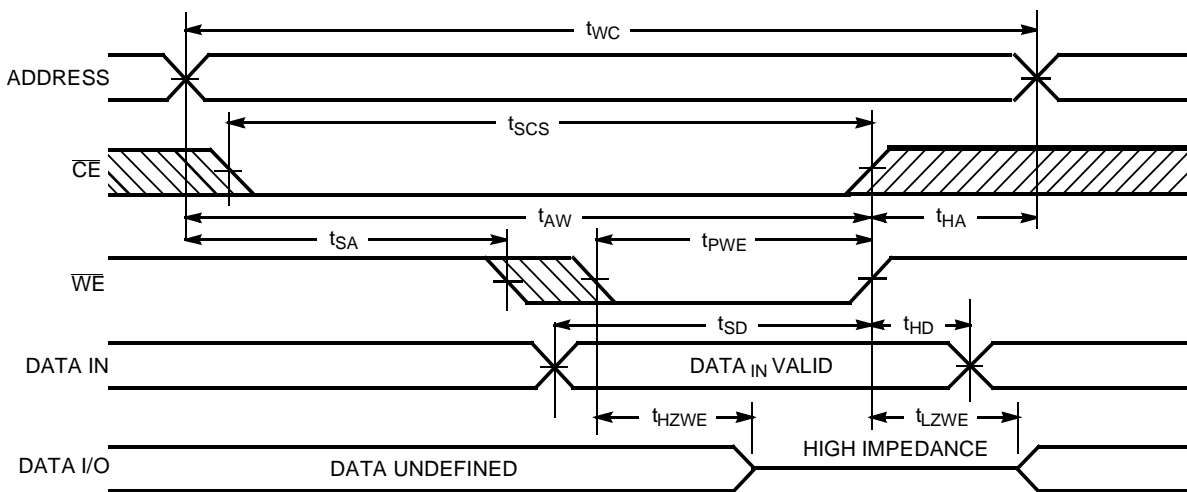 tWC
ADDRESS
tSCS
CE
tAW
tHA
tSA
tPWE
WE
tSD
tHD
DATA IN
DATA IN VALID
tHZWE
tLZWE
HIGH IMPEDANCE
DATA I/O
DATA UNDEFINED